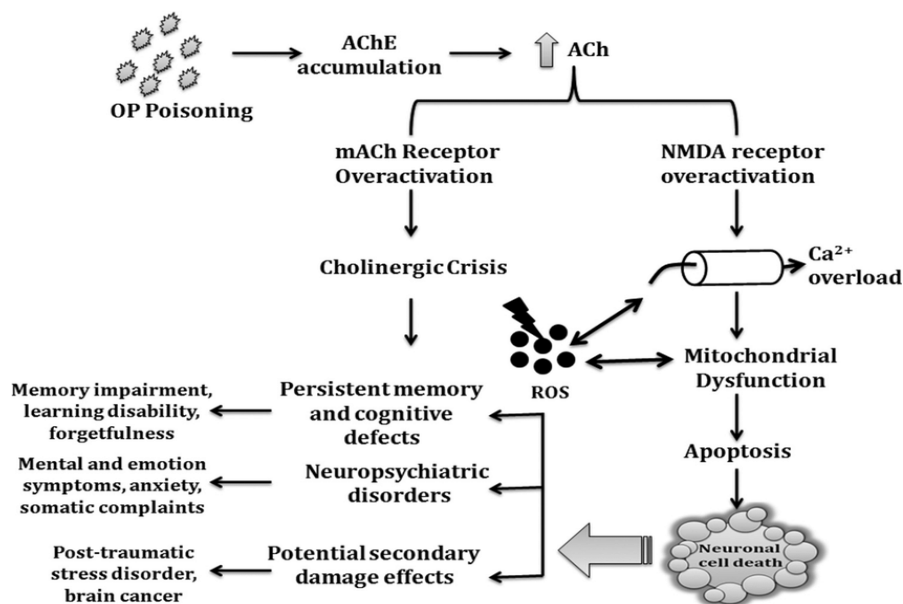 OP Poisoning
AChE
accumulation
ACh
mACh Receptor
Overactivation
NMDA receptor
overactivation
Cholinergic Crisis
Ca²⁺
overload
ROS
Mitochondrial
Dysfunction
Apoptosis
Neuronal
cell death
Persistent memory
and cognitive
defects
Memory impairment,
learning disability,
forgetfulness
Neuropsychiatric
disorders
Mental and emotion
symptoms, anxiety,
somatic complaints
Potential secondary
damage effects
Post-traumatic
stress disorder,
brain cancer